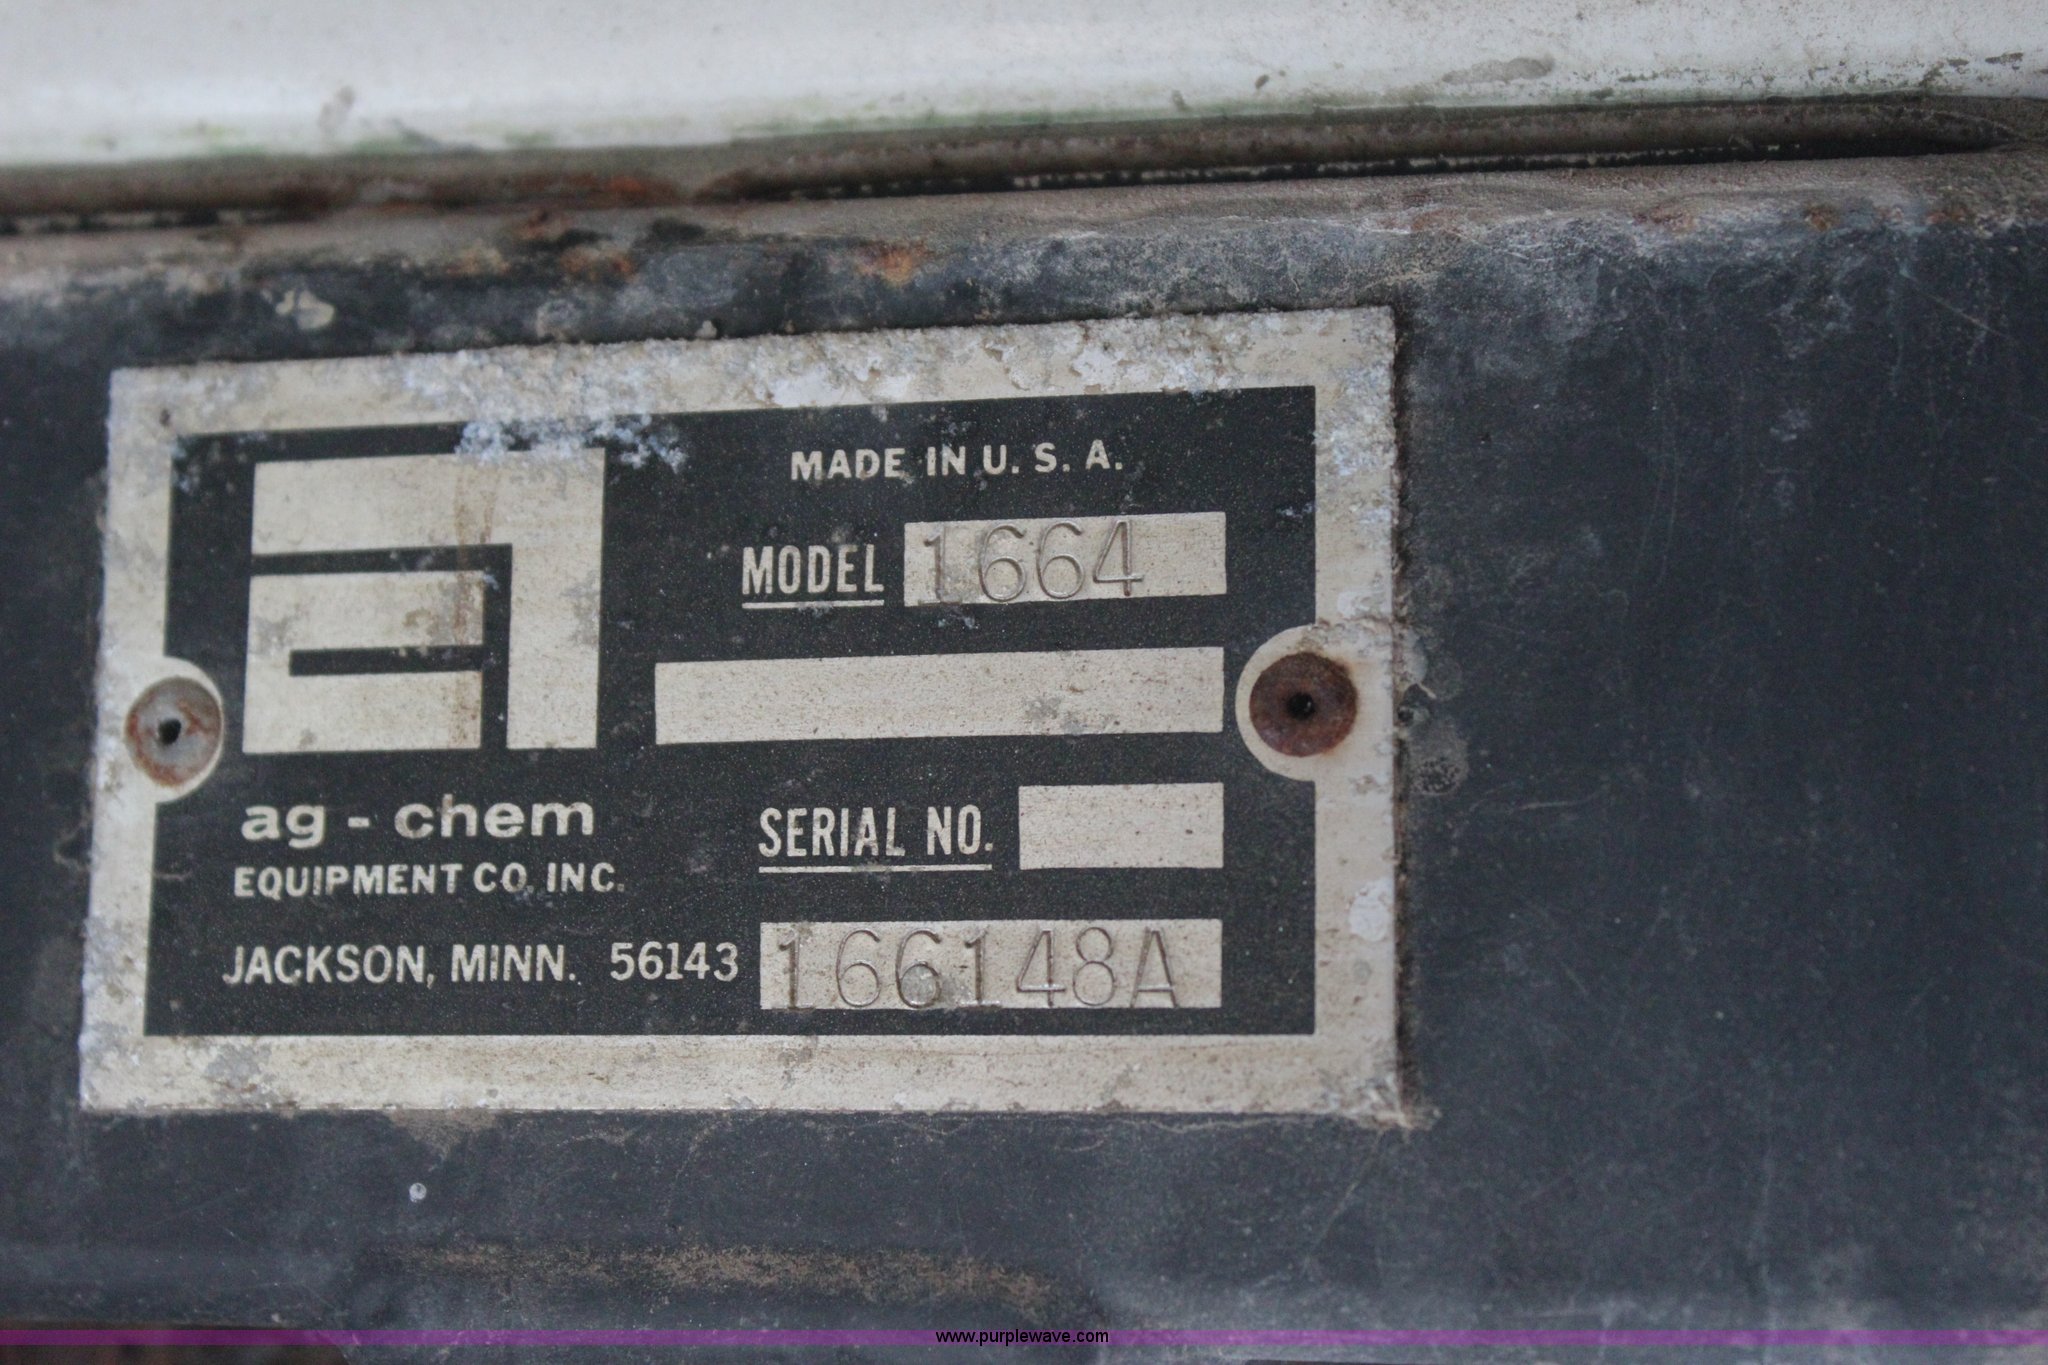 MADE IN U. S. A.
MODEL 1664
ag - chem
EQUIPMENT CO. INC.
SERIAL NO.
JACKSON, MINN. 56143
166148A
www.purplewave.com